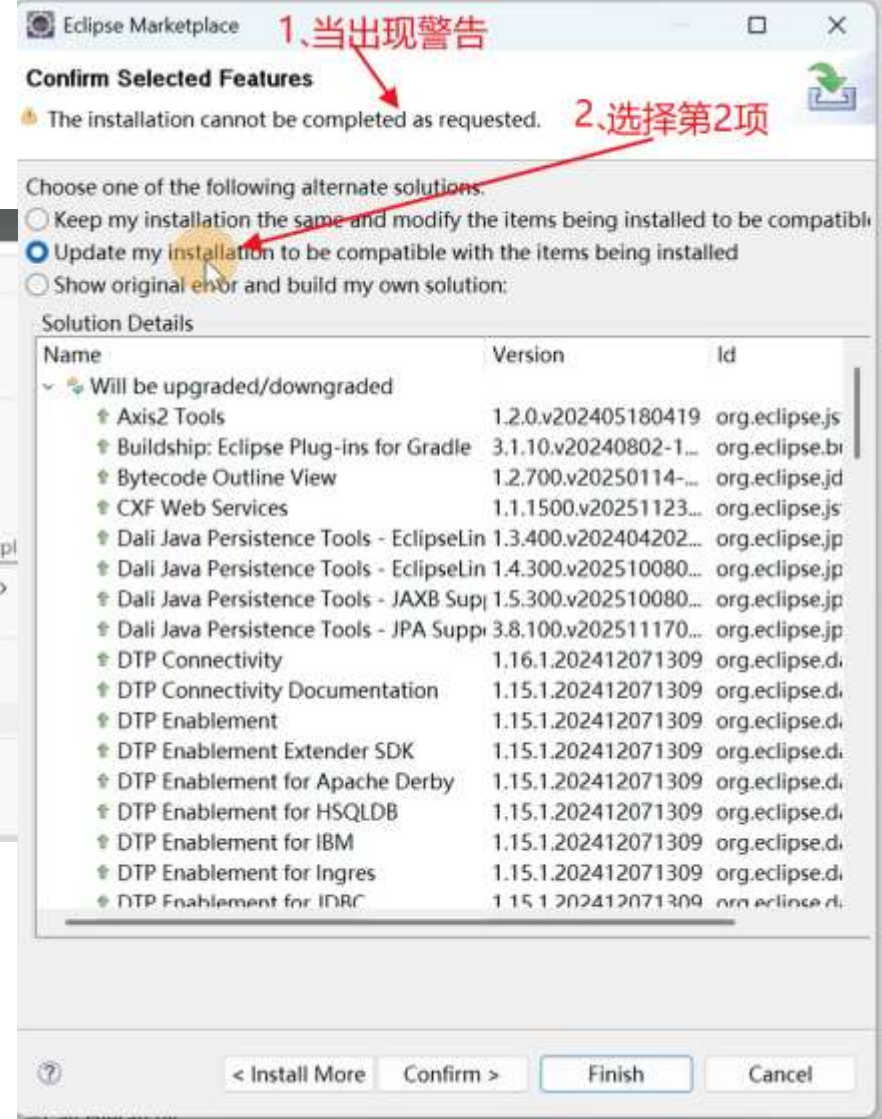 Eclipse Marketplace
1、当出现警告
Confirm Selected Features
The installation cannot be completed as requested.
2、选择第2项
Choose one of the following alternate solutions:
Keep my installation the same and modify the items being installed to be compatibl
Update my installation to be compatible with the items being installed
Show original error and build my own solution:
Solution Details
Name Version Id
Will be upgraded/downgraded
Axis2 Tools 1.2.0.v202405180419 org.eclipse.js
Buildship: Eclipse Plug-ins for Gradle 3.1.10.v20240802-1... org.eclipse.bu
Bytecode Outline View 1.2.700.v20250114-... org.eclipse.jd
CXF Web Services 1.1.1500.v20251123... org.eclipse.js
Dali Java Persistence Tools - EclipseLin 1.3.400.v202404202... org.eclipse.jp
Dali Java Persistence Tools - EclipseLin 1.4.300.v202510080... org.eclipse.jp
Dali Java Persistence Tools - JAXB Sup 1.5.300.v202510080... org.eclipse.jp
Dali Java Persistence Tools - JPA Supp 3.8.100.v202511170... org.eclipse.jp
DTP Connectivity 1.16.1.202412071309 org.eclipse.da
DTP Connectivity Documentation 1.15.1.202412071309 org.eclipse.da
DTP Enablement 1.15.1.202412071309 org.eclipse.da
DTP Enablement Extender SDK 1.15.1.202412071309 org.eclipse.da
DTP Enablement for Apache Derby 1.15.1.202412071309 org.eclipse.da
DTP Enablement for HSQLDB 1.15.1.202412071309 org.eclipse.da
DTP Enablement for IBM 1.15.1.202412071309 org.eclipse.da
DTP Enablement for Ingres 1.15.1.202412071309 org.eclipse.da
DTP Enablement for JDBC 1.15.1.202412071309 org.eclipse.da
pl
< Install More Confirm > Finish Cancel